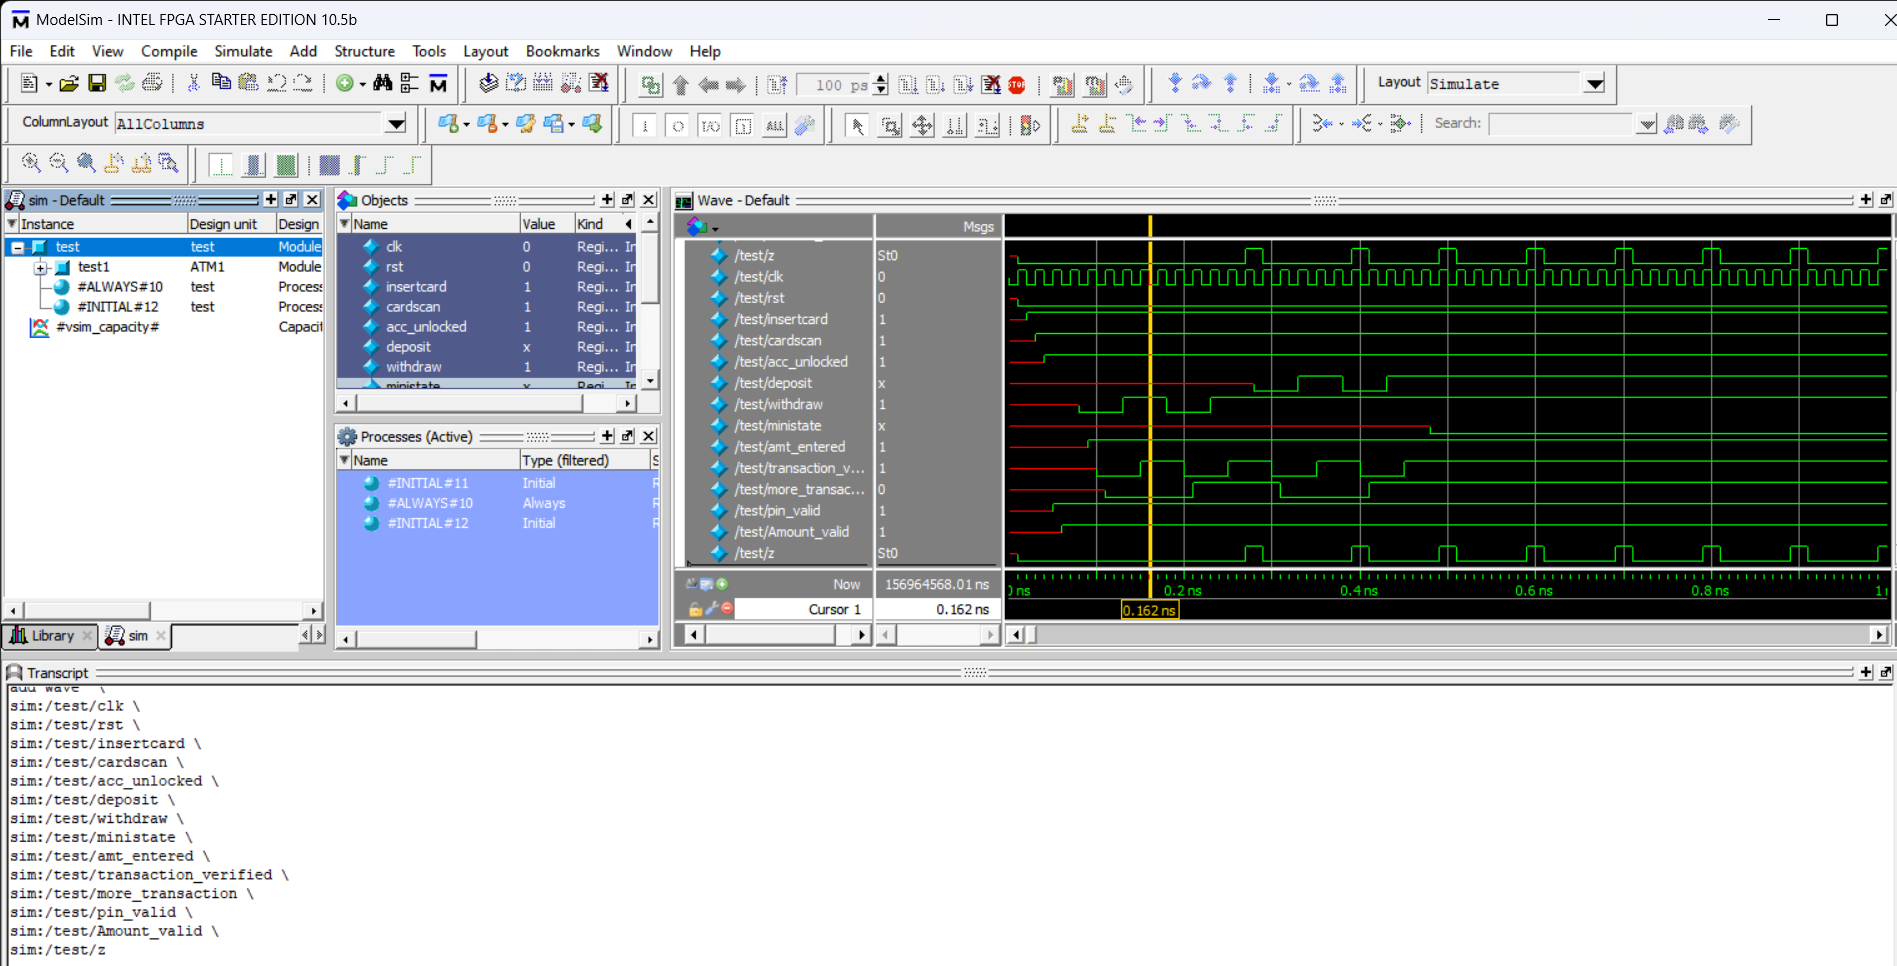 ModelSim - INTEL FPGA STARTER EDITION 10.5b
File Edit View Compile Simulate Add Structure Tools Layout Bookmarks Window Help
100 ps
Layout Simulate
ColumnLayout AllColumns
Search:
sim - Default
Instance Design unit Design
test test Module
test1 ATM1 Module
#ALWAYS#10 test Process
#INITIAL#12 test Process
#vsim_capacity# Capacit
Library sim
Objects
Name Value Kind
clk 0 Regi... In
rst 0 Regi... In
insertcard 1 Regi... In
cardscan 1 Regi... In
acc_unlocked 1 Regi... In
deposit x Regi... In
withdraw 1 Regi... In
ministate x Regi... In
Processes (Active)
Name Type (filtered) S
#INITIAL#11 Initial R
#ALWAYS#10 Always R
#INITIAL#12 Initial R
Wave - Default
Msgs
/test/z St0
/test/clk 0
/test/rst 0
/test/insertcard 1
/test/cardscan 1
/test/acc_unlocked 1
/test/deposit x
/test/withdraw 1
/test/ministate x
/test/amt_entered 1
/test/transaction_v... 1
/test/more_transac... 0
/test/pin_valid 1
/test/Amount_valid 1
/test/z St0
Now 156964568.01 ns
Cursor 1 0.162 ns
ns 0.2 ns 0.4 ns 0.6 ns 0.8 ns 1
0.162 ns
Transcript
add wave \
sim:/test/clk \
sim:/test/rst \
sim:/test/insertcard \
sim:/test/cardscan \
sim:/test/acc_unlocked \
sim:/test/deposit \
sim:/test/withdraw \
sim:/test/ministate \
sim:/test/amt_entered \
sim:/test/transaction_verified \
sim:/test/more_transaction \
sim:/test/pin_valid \
sim:/test/Amount_valid \
sim:/test/z